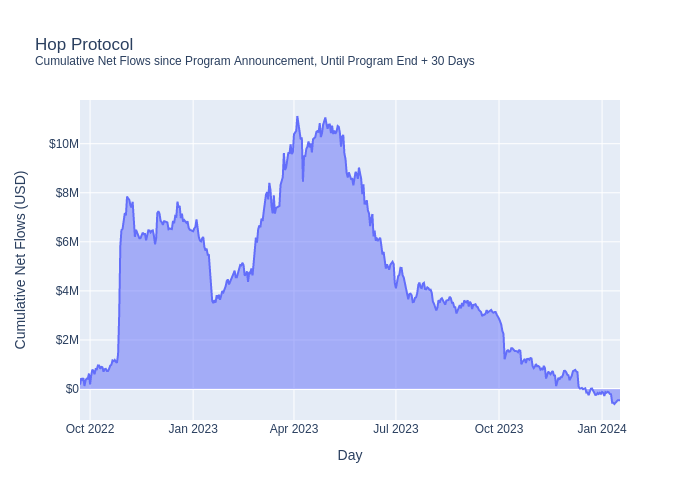 Hop Protocol
Cumulative Net Flows since Program Announcement, Until Program End + 30 Days
Cumulative Net Flows (USD)
$10M
$8M
$6M
$4M
$2M
$0
Oct 2022 Jan 2023 Apr 2023 Jul 2023 Oct 2023 Jan 2024
Day